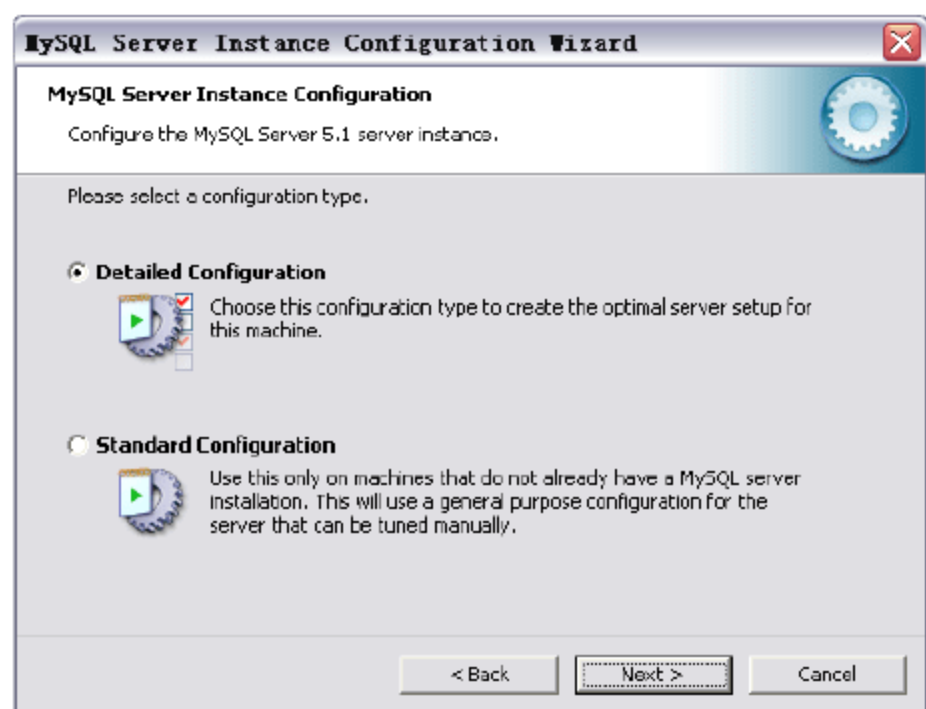 MySQL Server Instance Configuration Wizard
MySQL Server Instance Configuration
Configure the MySQL Server 5.1 server instance.
Please select a configuration type.
Detailed Configuration
Choose this configuration type to create the optimal server setup for
this machine.
Standard Configuration
Use this only on machines that do not already have a MySQL server
installation. This will use a general purpose configuration for the
server that can be tuned manually.
< Back
Next >
Cancel